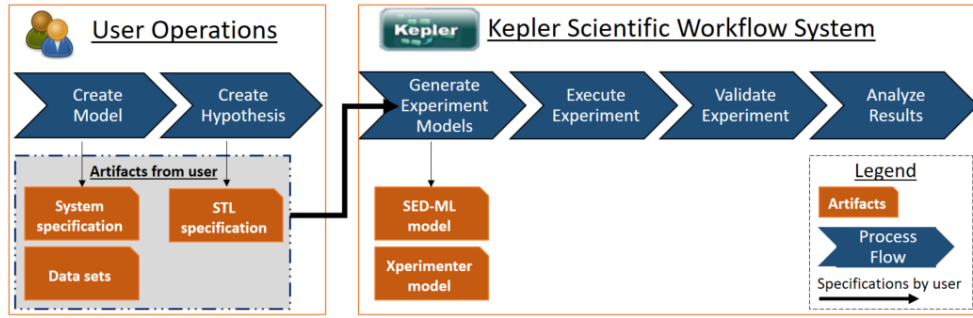 User Operations
Create
Model
Create
Hypothesis
Artifacts from user
System
specification
STL
specification
Data sets
Kepler
Kepler Scientific Workflow System
Generate
Experiment
Models
Execute
Experiment
Validate
Experiment
Analyze
Results
SED-ML
model
Xperimenter
model
Legend
Artifacts
Process
Flow
Specifications by user